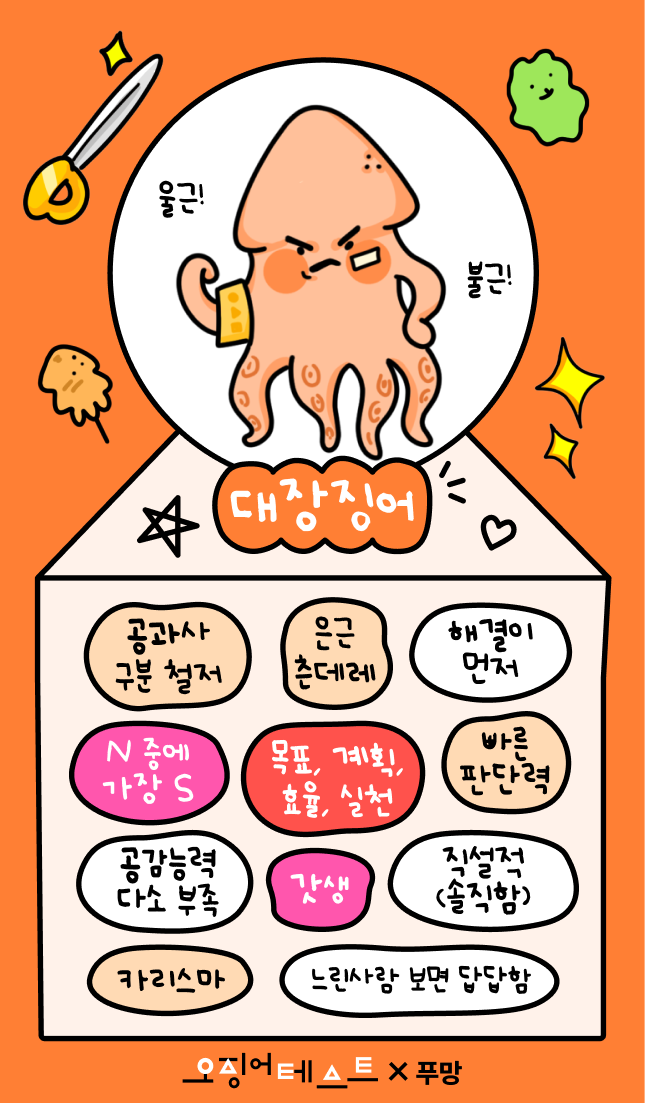 울근!
불근!
대장징어
공과사
구분 철저
은근
츤데레
해결이
먼저
N 중에
가장 S
목표, 계획,
효율, 실천
빠른
판단력
공감능력
다소 부족
갓생
직설적
(솔직함)
카리스마
느린사람 보면 답답함
오징어테스트 × 푸망